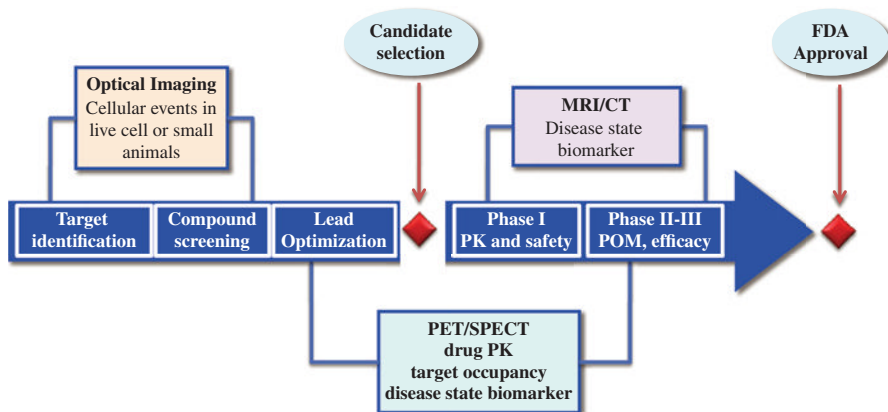 Candidate
selection
FDA
Approval
Optical Imaging
Cellular events in
live cell or small
animals
MRI/CT
Disease state
biomarker
Target
identification
Compound
screening
Lead
Optimization
Phase I
PK and safety
Phase II-III
POM, efficacy
PET/SPECT
drug PK
target occupancy
disease state biomarker